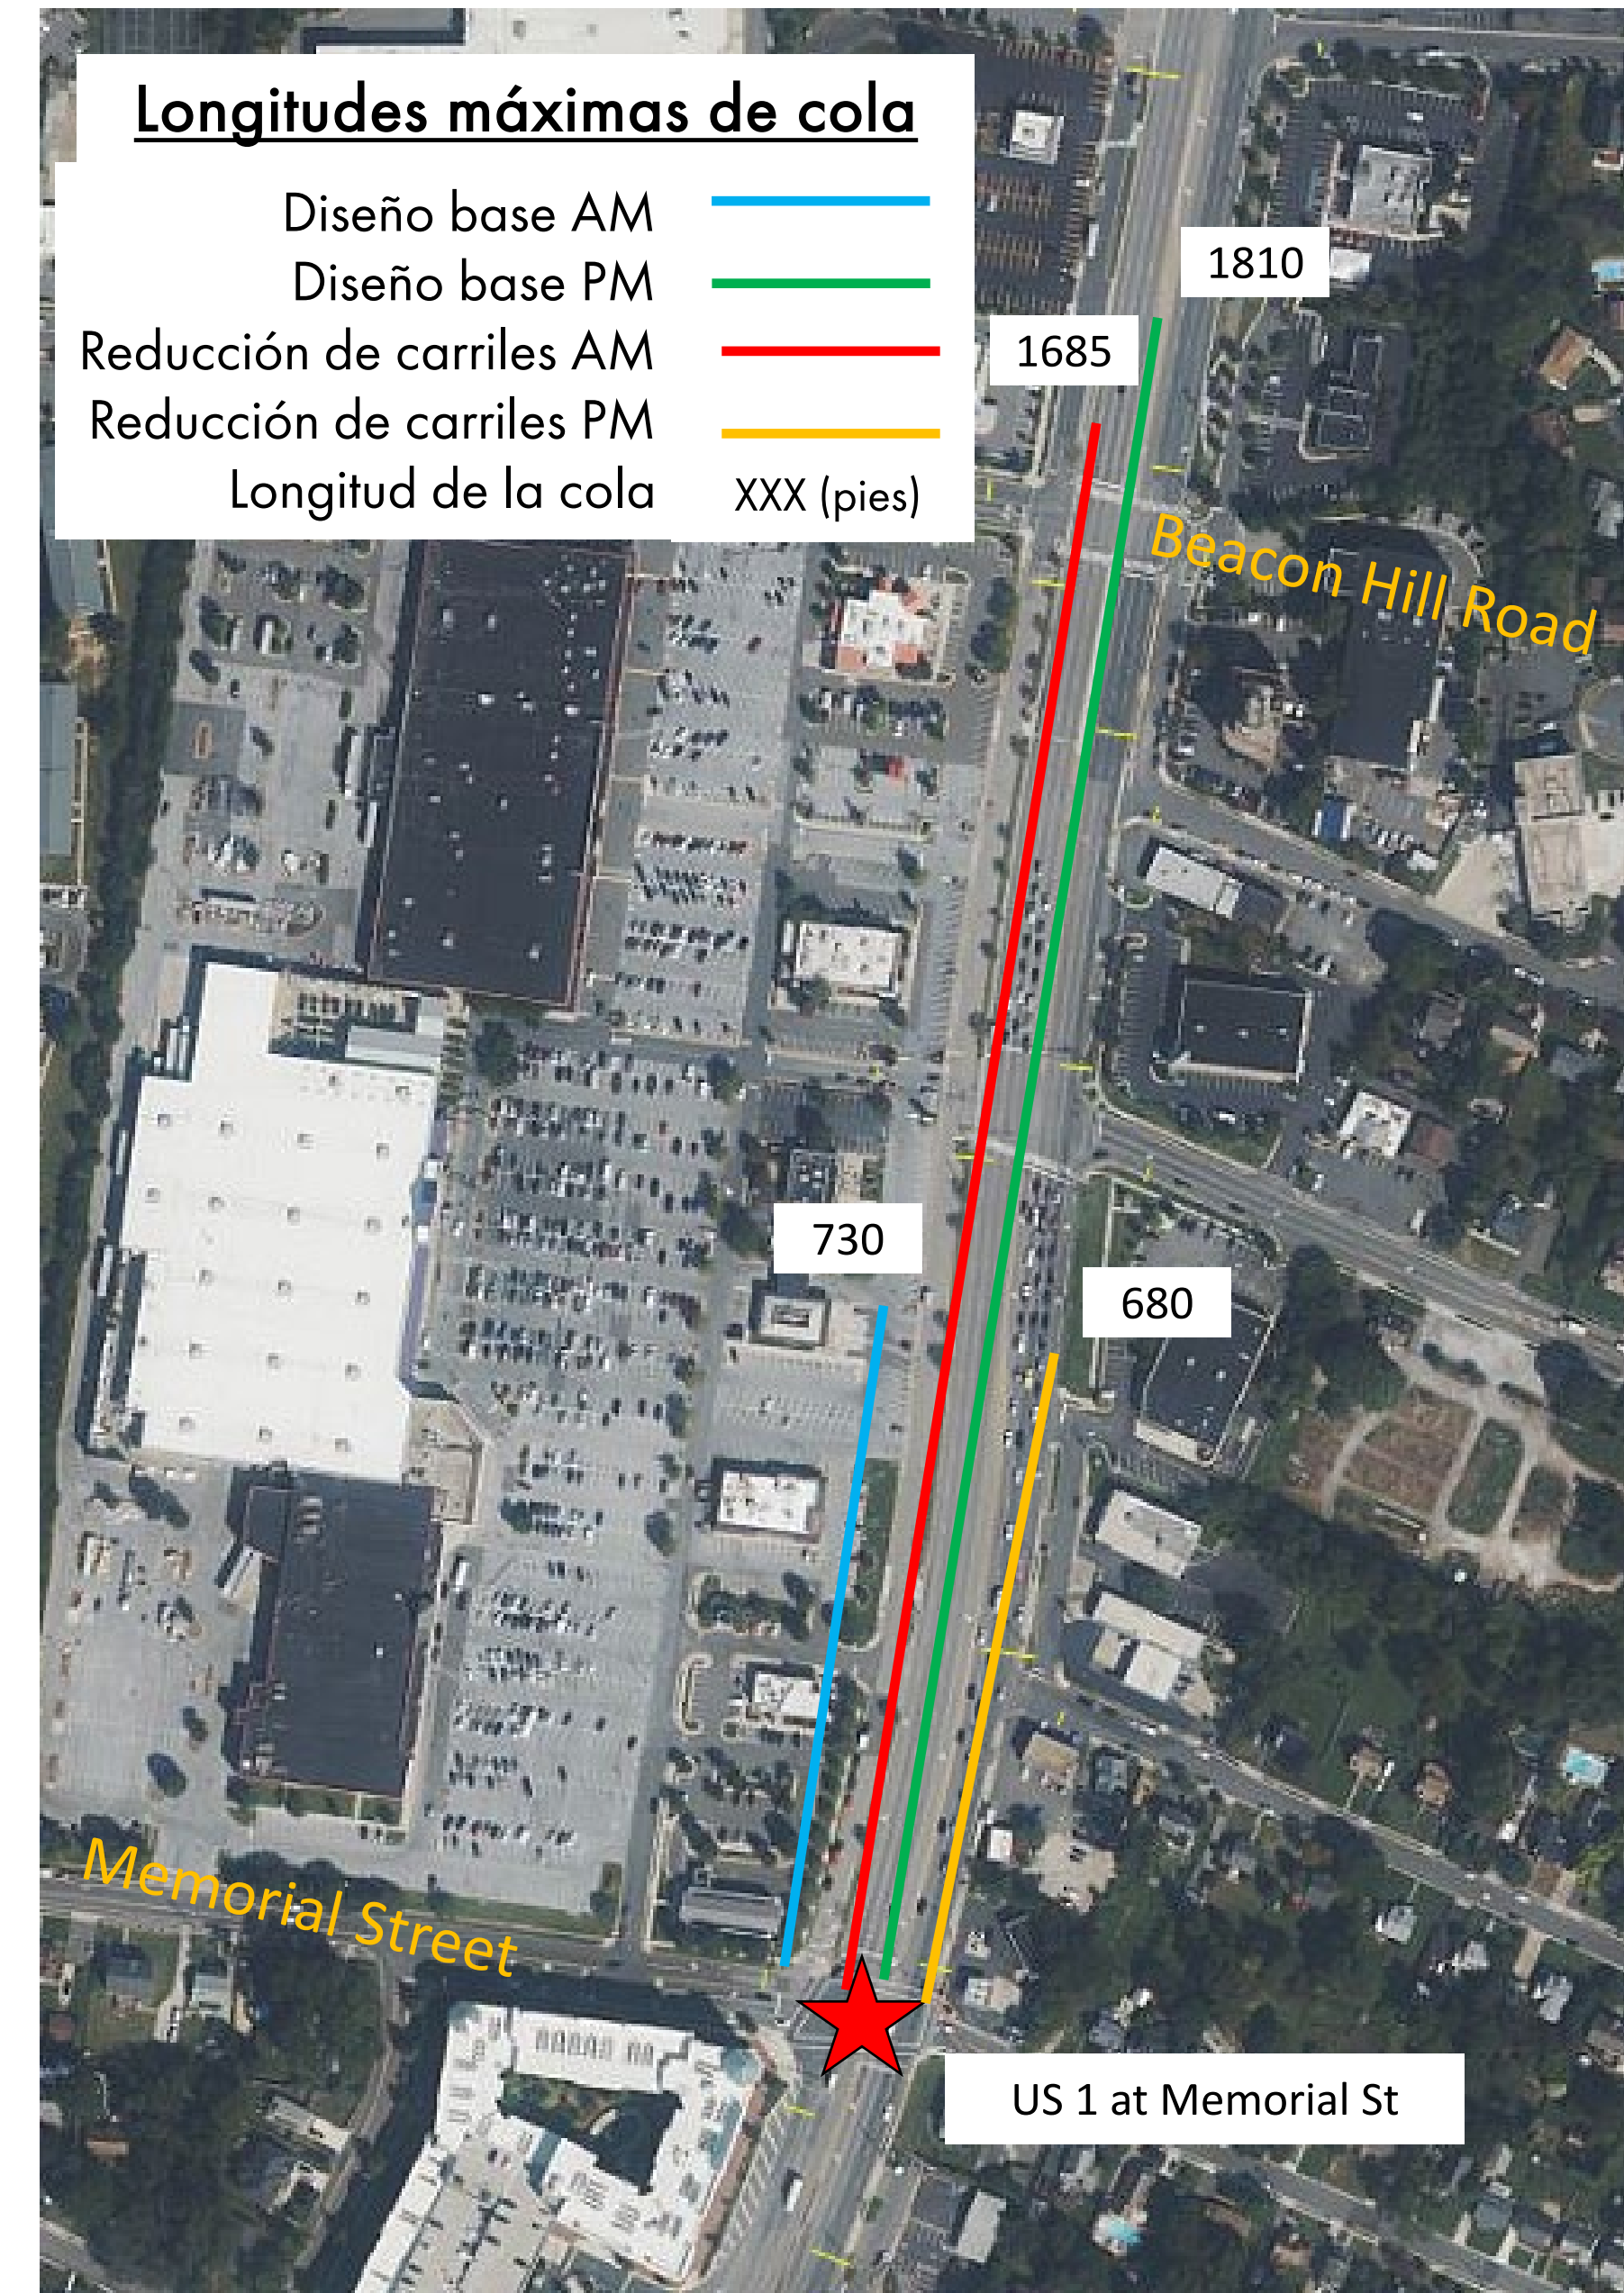 Longitudes máximas de cola
Diseño base AM
Diseño base PM
Reducción de carriles AM
Reducción de carriles PM
Longitud de la cola XXX (pies)
1810
1685
Beacon Hill Road
730
680
Memorial Street
US 1 at Memorial St